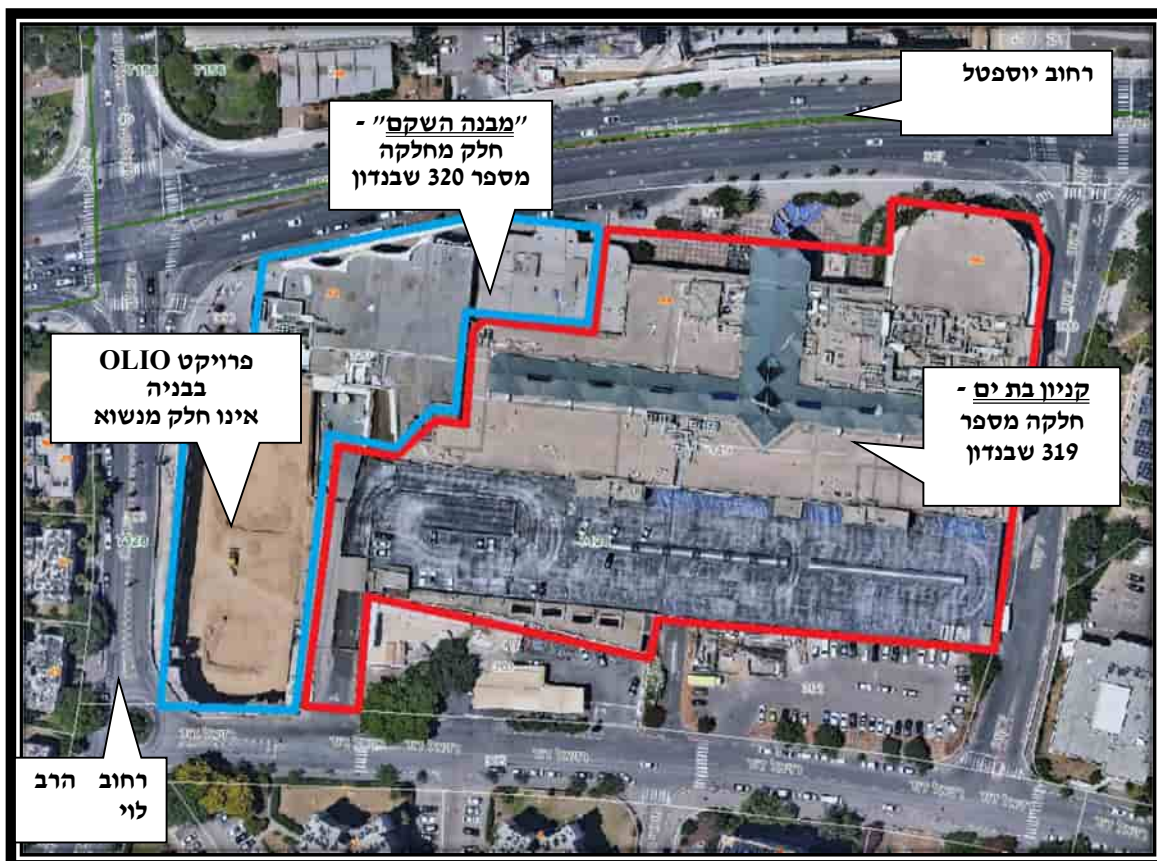 רחוב יוספטל
"מבנה השקם" -
חלק מחלקה
מספר 320 שבנדון
פרויקט OLIO
בבניה
אינו חלק מנשוא
קניון בת ים -
חלקה מספר
319 שבנדון
רחוב הרב
לוי